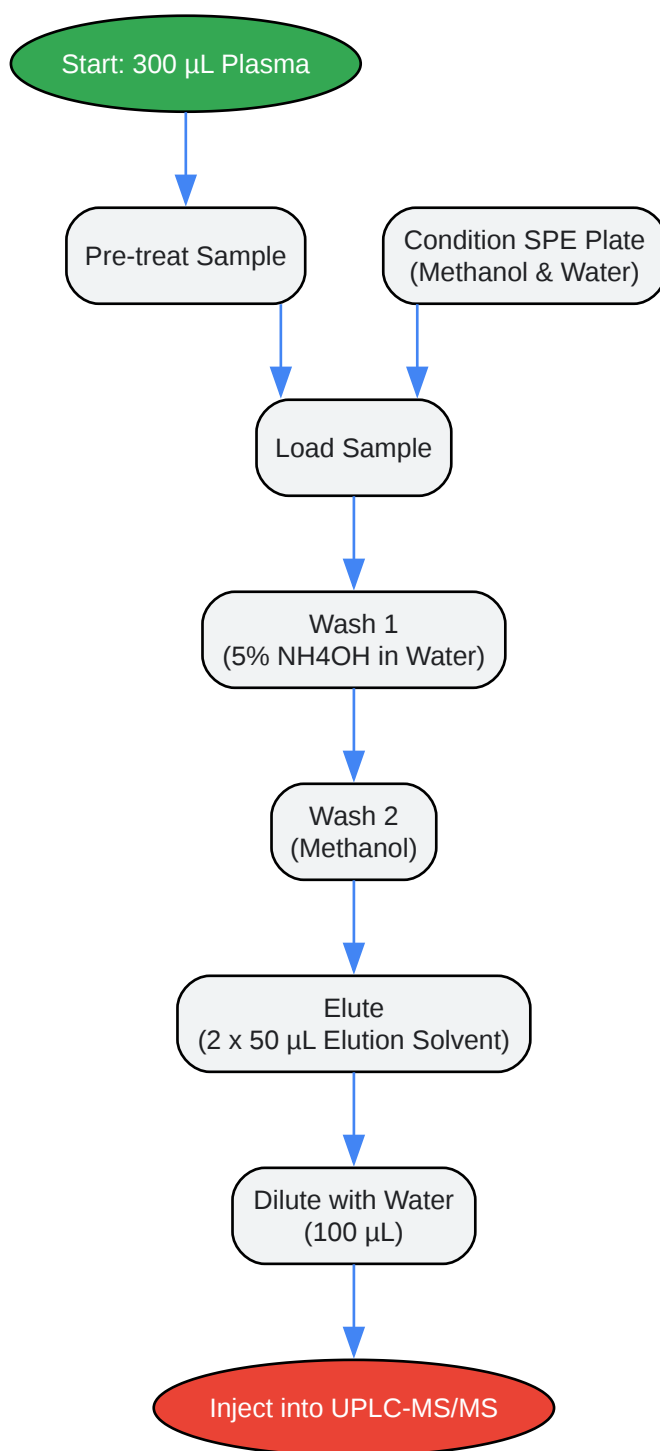 Start: 300 µL Plasma
Pre-treat Sample
Condition SPE Plate
(Methanol & Water)
Load Sample
Wash 1
(5% NH4OH in Water)
Wash 2
(Methanol)
Elute
(2 x 50 µL Elution Solvent)
Dilute with Water
(100 µL)
Inject into UPLC-MS/MS